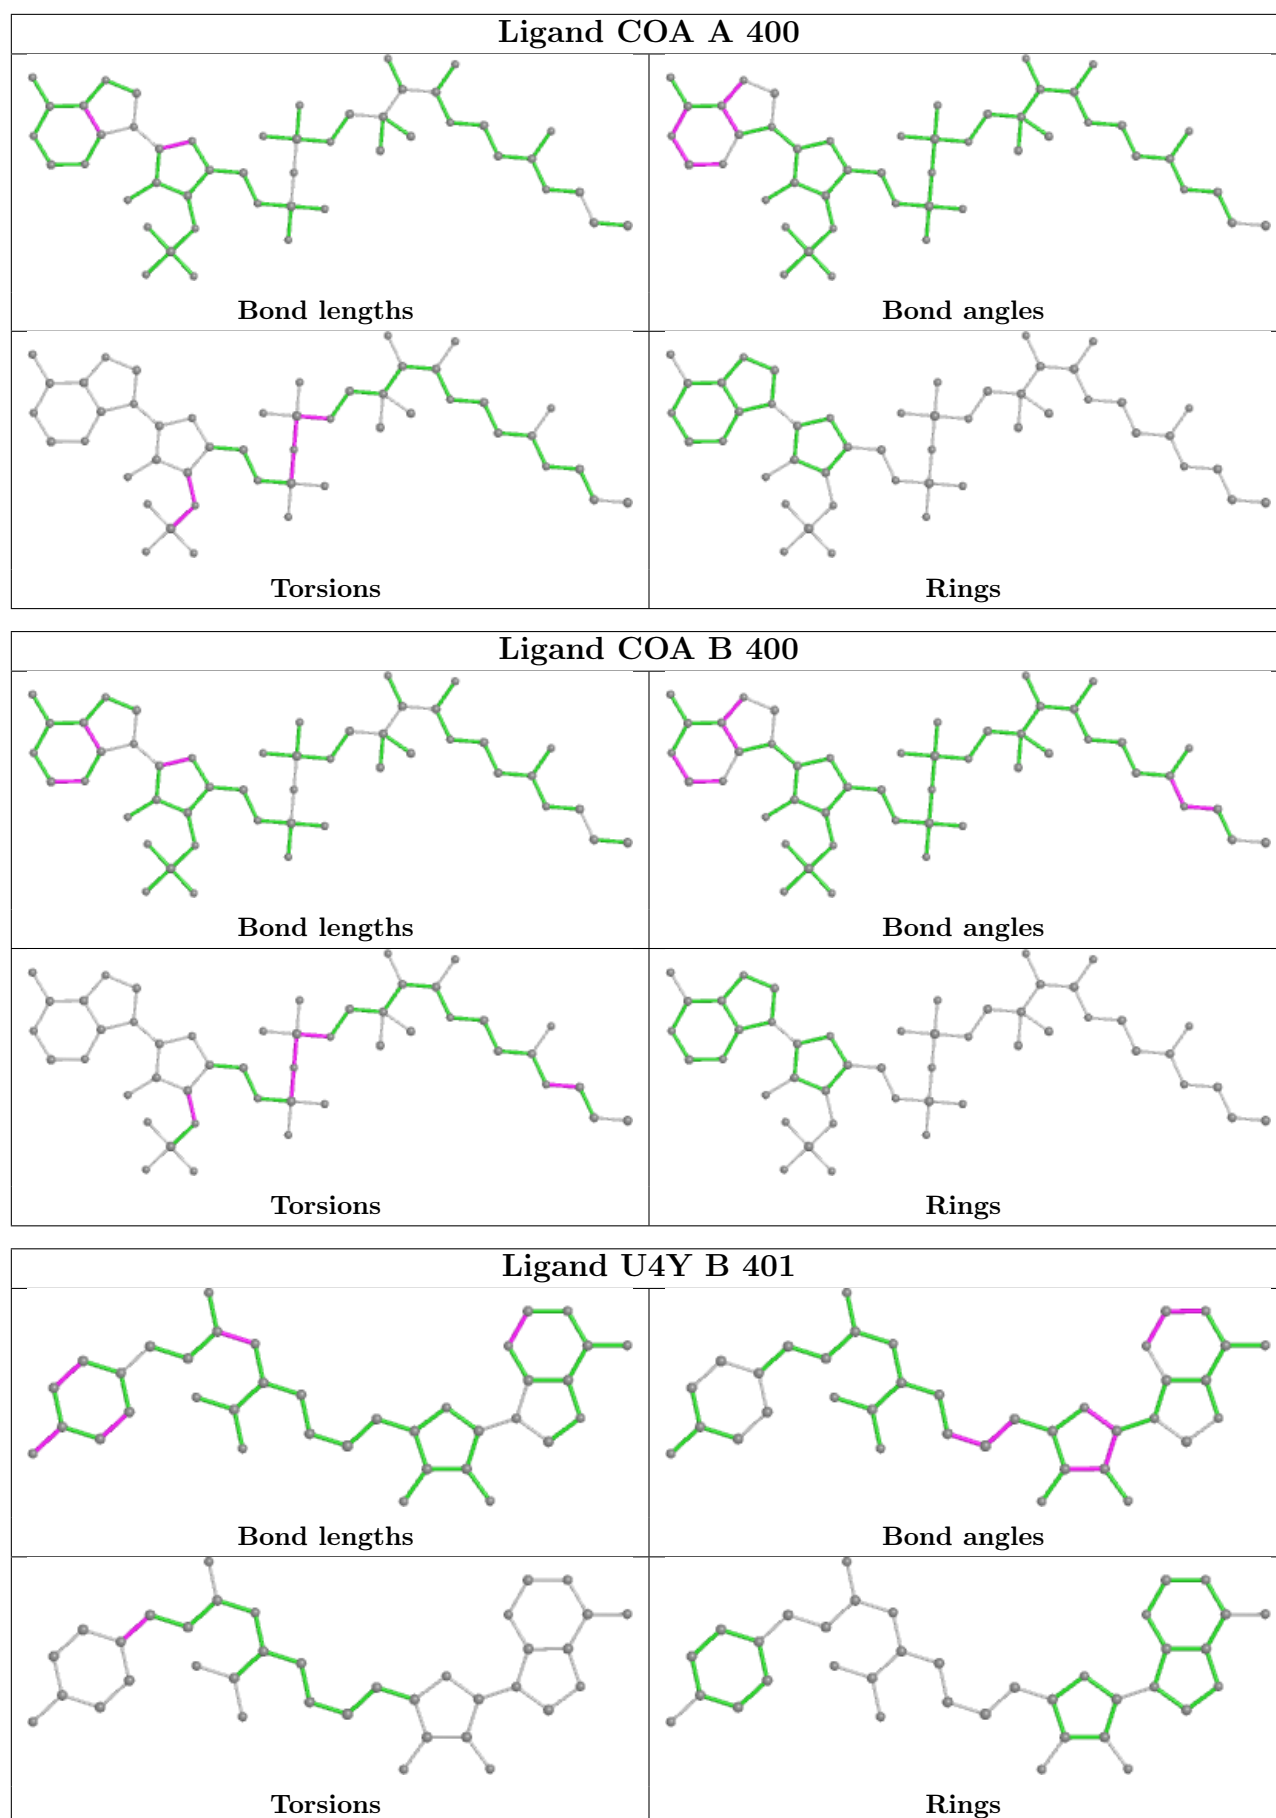 Ligand COA A 400
Bond lengths
Bond angles
Torsions
Rings
Ligand COA B 400
Bond lengths
Bond angles
Torsions
Rings
Ligand U4Y B 401
Bond lengths
Bond angles
Torsions
Rings